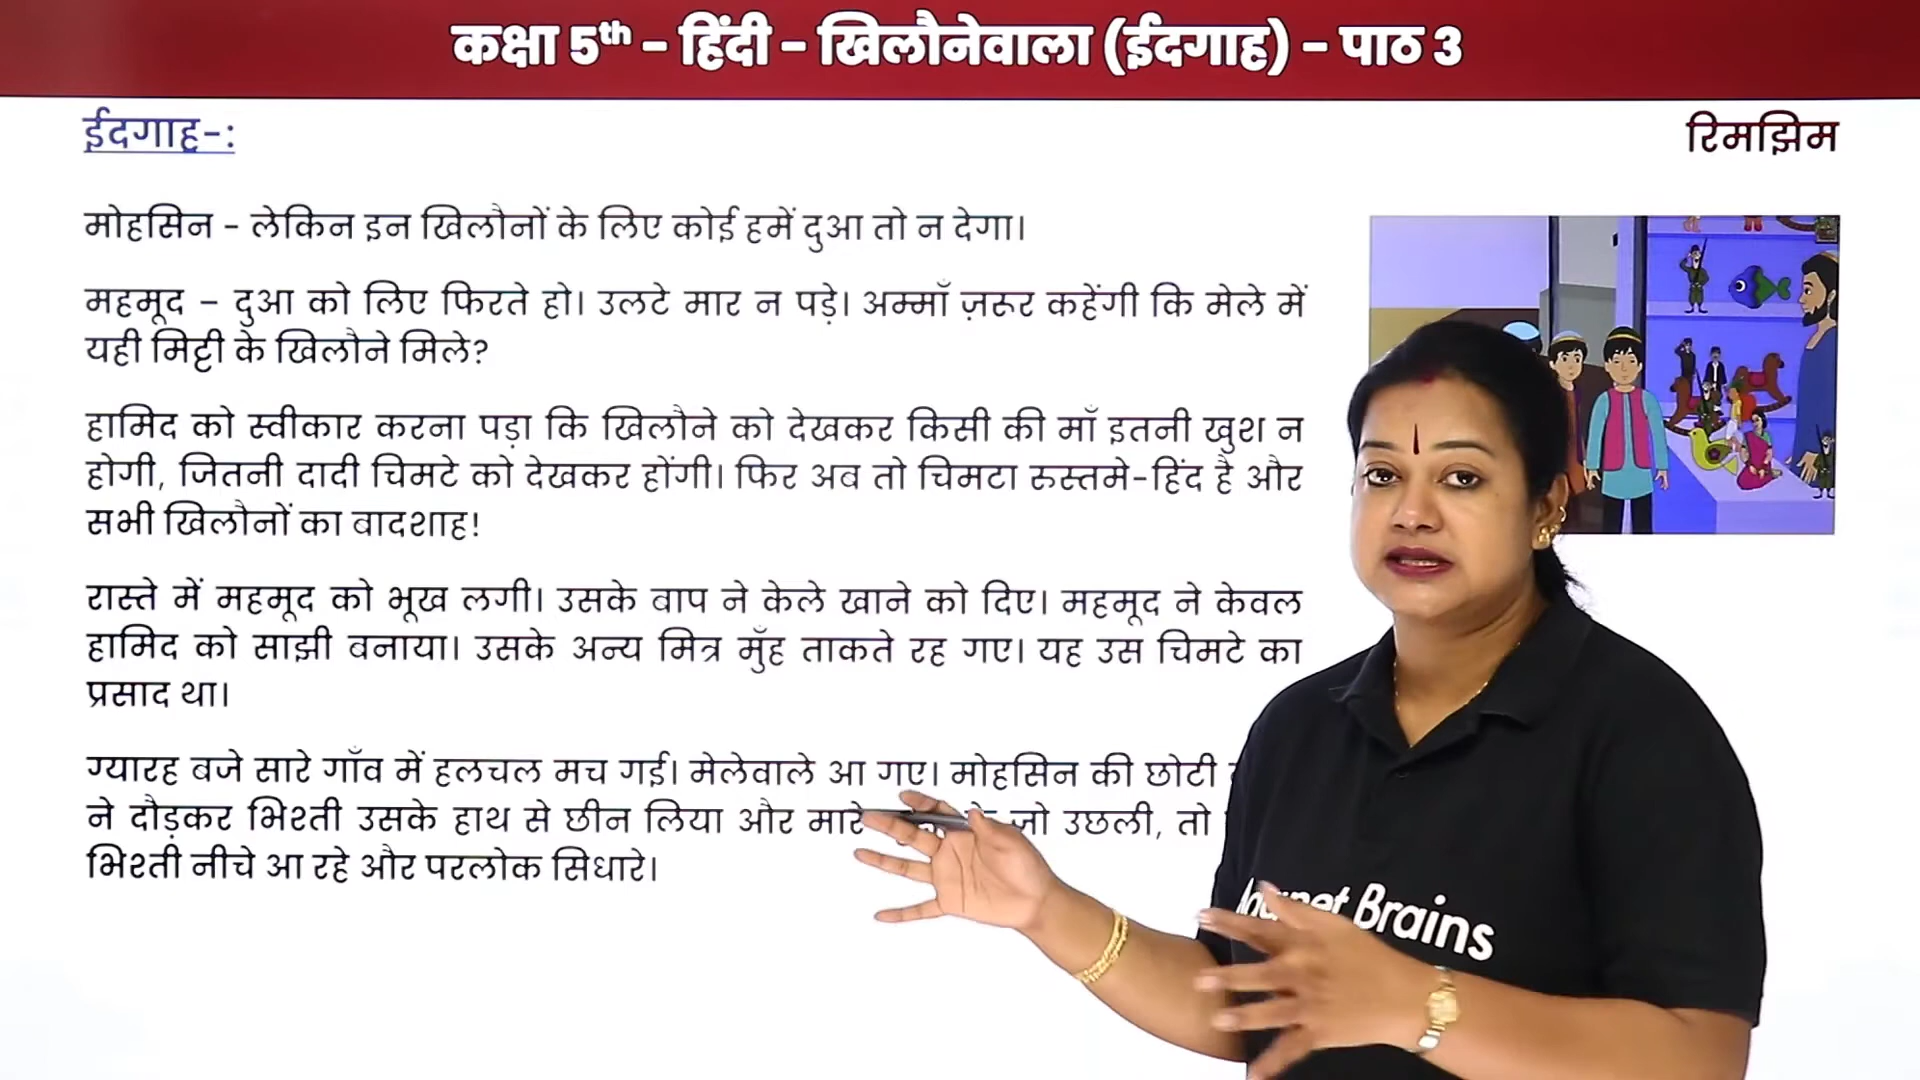 कक्षा 5th - हिंदी - खिलौनेवाला (ईदगाह) - पाठ 3
ईदगाह-:
रिमझिम
मोहसिन - लेकिन इन खिलौनों के लिए कोई हमें दुआ तो न देगा।
महमूद – दुआ को लिए फिरते हो। उलटे मार न पड़े। अम्माँ ज़रूर कहेंगी कि मेले में
यही मिट्टी के खिलौने मिले?
हामिद को स्वीकार करना पड़ा कि खिलौने को देखकर किसी की माँ इतनी खुश न
होगी, जितनी दादी चिमटे को देखकर होंगी। फिर अब तो चिमटा रुस्तमे-हिंद है और
सभी खिलौनों का बादशाह!
रास्ते में महमूद को भूख लगी। उसके बाप ने केले खाने को दिए। महमूद ने केवल
हामिद को साझी बनाया। उसके अन्य मित्र मुँह ताकते रह गए। यह उस चिमटे का
प्रसाद था।
ग्यारह बजे सारे गाँव में हलचल मच गई। मेलेवाले आ गए। मोहसिन की छोटी
ने दौड़कर भिश्ती उसके हाथ से छीन लिया और मारे जो उछली, तो
भिश्ती नीचे आ रहे और परलोक सिधारे।
Brains